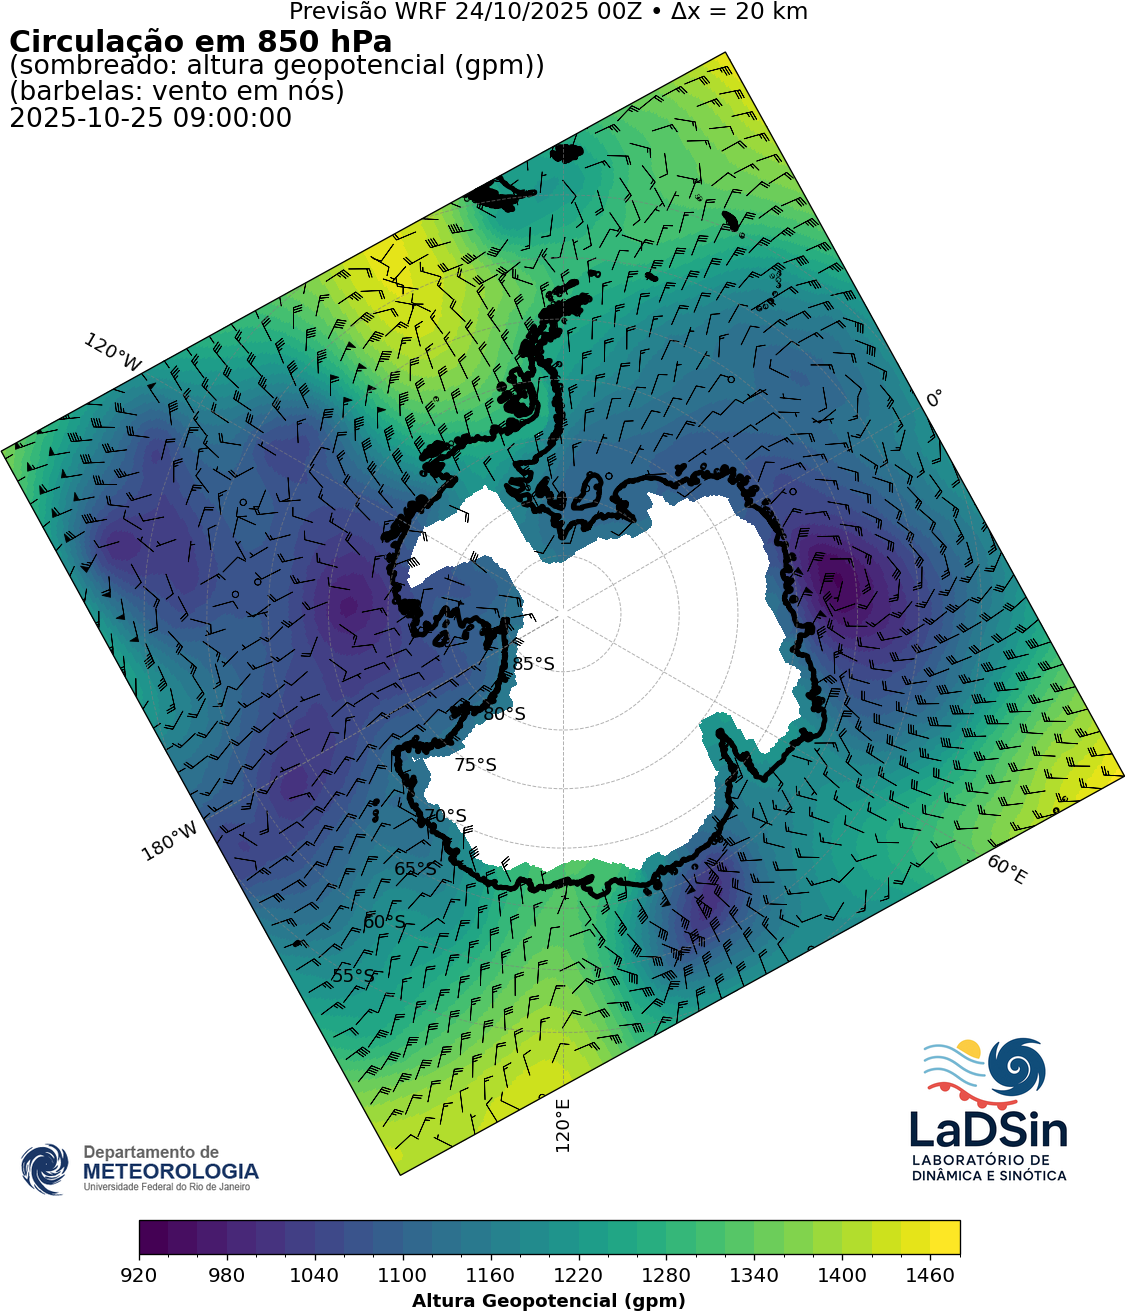 Previsão WRF 24/10/2025 00Z • Δx = 20 km
Circulação em 850 hPa
(sombreado: altura geopotencial (gpm))
(barbelas: vento em nós)
2025-10-25 09:00:00
120°W
0°
85°S
80°S
75°S
70°S
180°W
65°S
60°E
60°S
55°S
120°E
LaDSin
LABORATÓRIO DE
DINÂMICA E SINÓTICA
Departamento de
METEOROLOGIA
Universidade Federal do Rio de Janeiro
920 980 1040 1100 1160 1220 1280 1340 1400 1460
Altura Geopotencial (gpm)